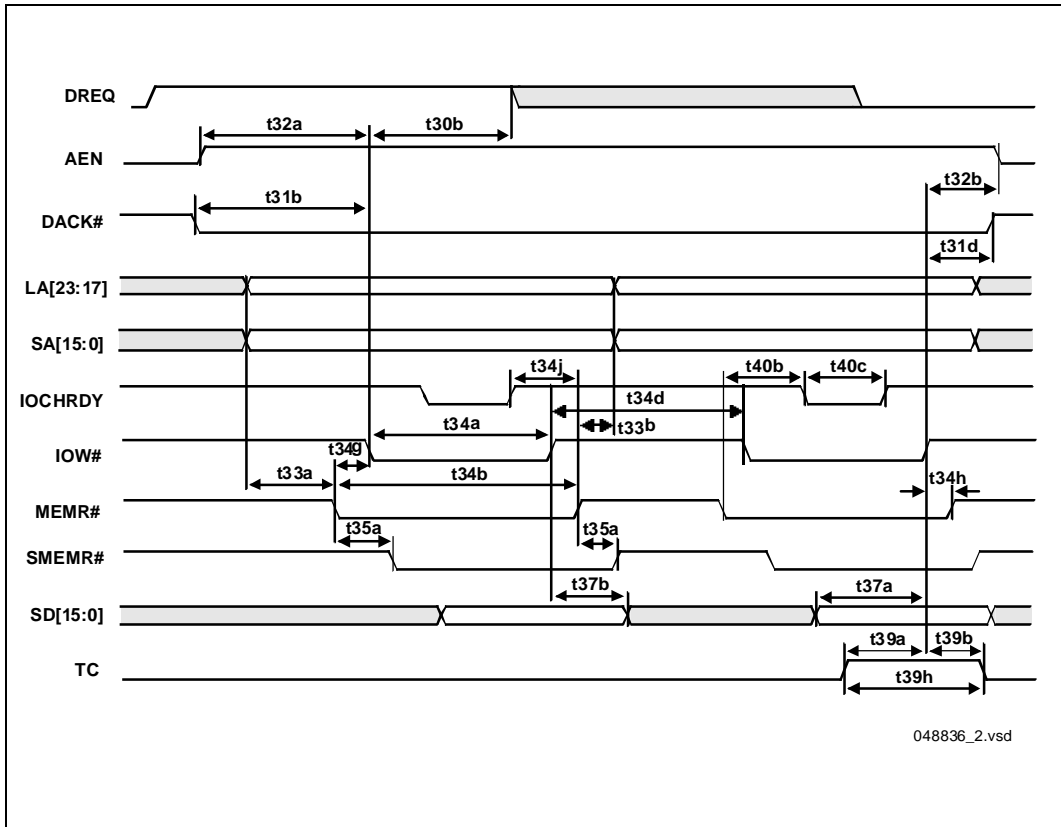 DREQ
t32a
t30b
AEN
t32b
t31b
DACK#
t31d
LA[23:17]
SA[15:0]
t34j
t40b
t40c
IOCHRDY
t34d
t34a
t33b
IOW#
t34g
t33a
t34b
t34h
MEMR#
t35a
t35a
SMEMR#
t37b
t37a
SD[15:0]
t39a
t39b
TC
t39h
048836_2.vsd